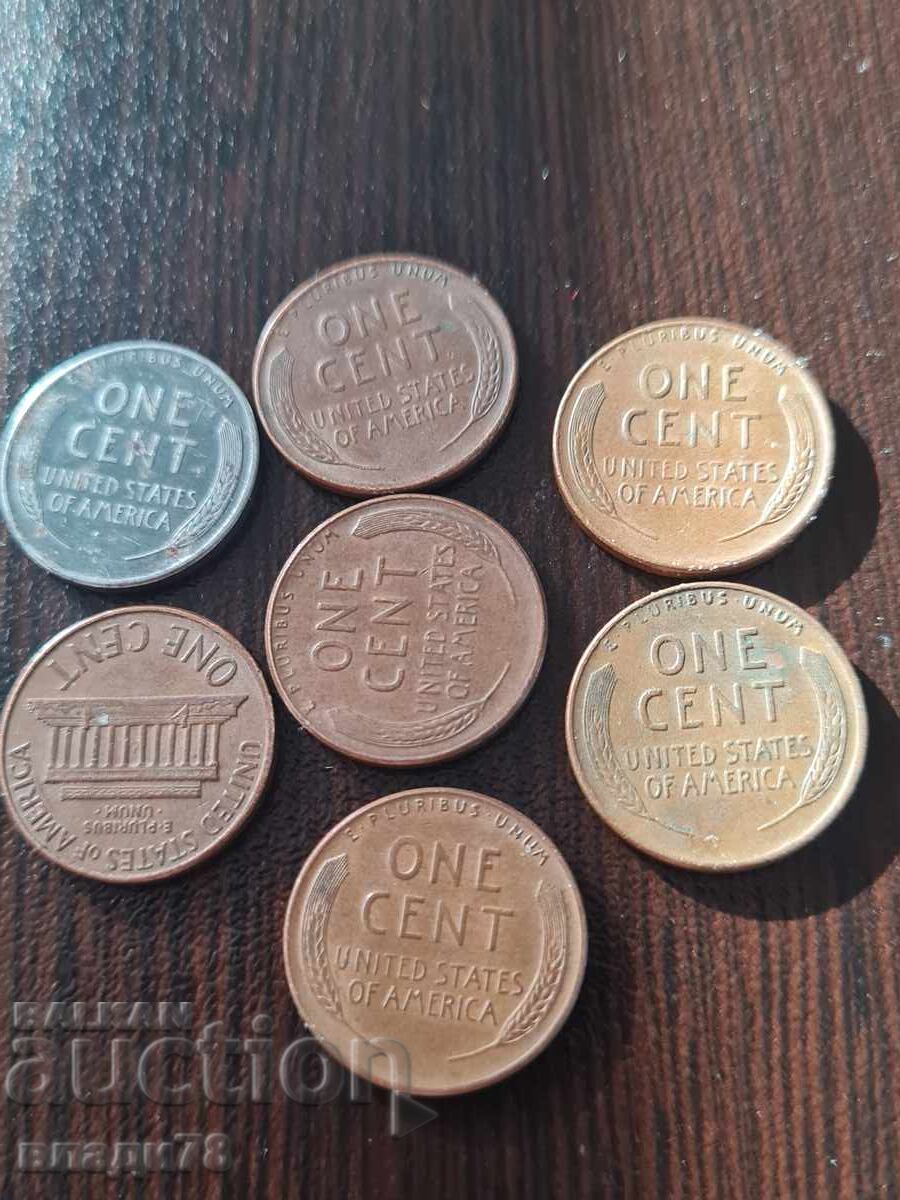 E·PLURIBUS·UNUM
ONE
CENT
UNITED STATES
OF AMERICA
E·PLURIBUS·UNUM
ONE
CENT
UNITED STATES
OF AMERICA
E·PLURIBUS·UNUM
ONE
CENT
UNITED STATES
OF AMERICA
E·PLURIBUS·UNUM
ONE
CENT
UNITED STATES
OF AMERICA
E·PLURIBUS·UNUM
ONE
CENT
UNITED STATES
OF AMERICA
UNITED STATES OF AMERICA
E·PLURIBUS
·UNUM·
ONE CENT
E·PLURIBUS·UNUM
ONE
CENT
UNITED STATES
OF AMERICA
BALKAN
auction
влади78